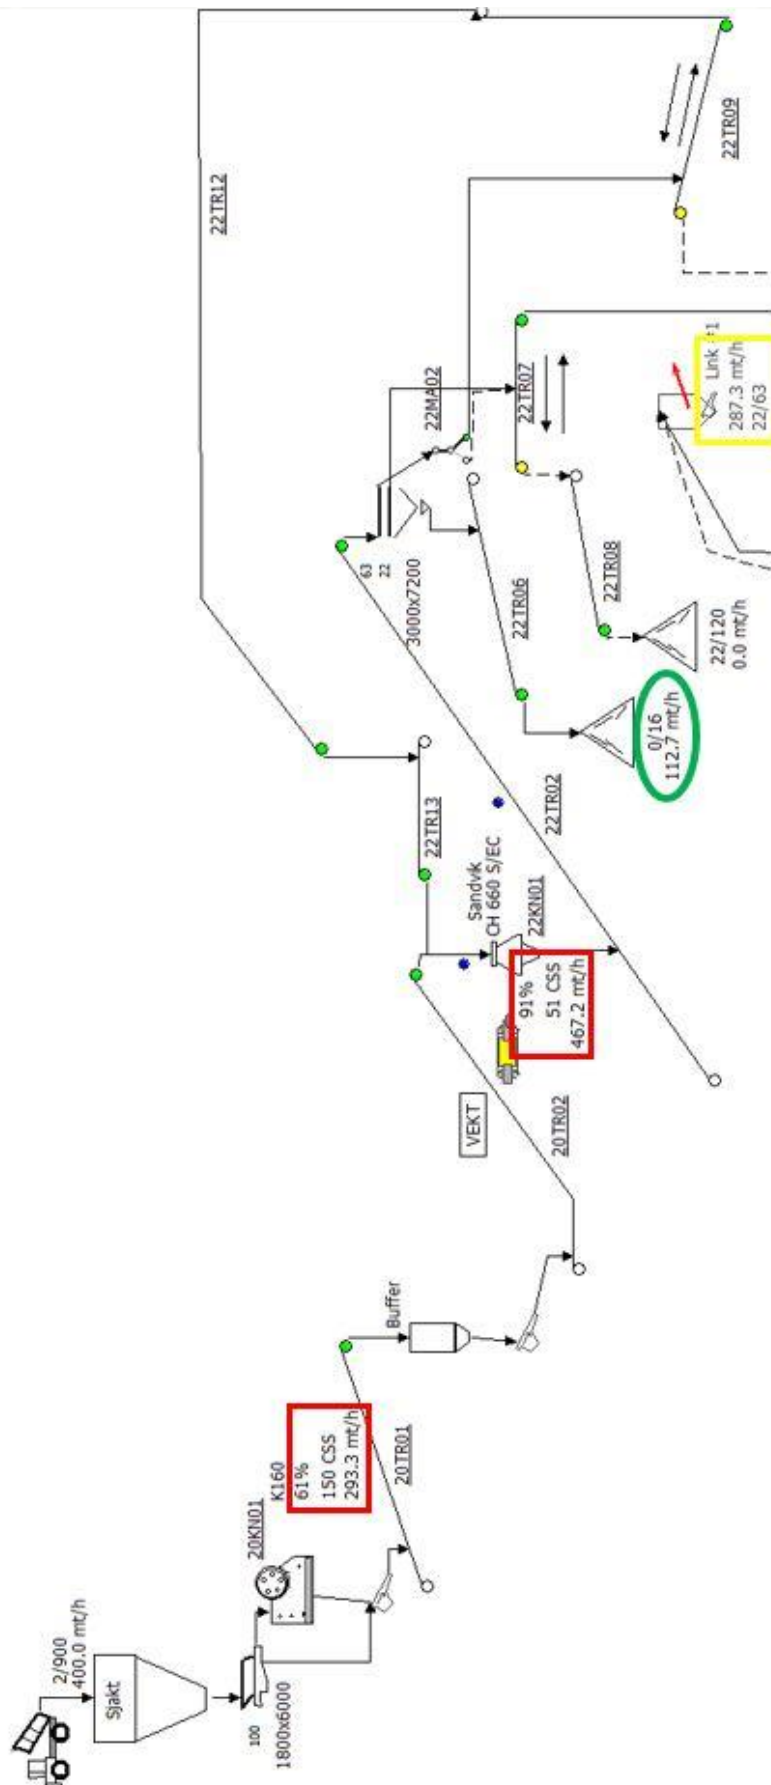 2/900
400.0 mt/h
Sjakt
100
1800x6000
20KN01
K160
61%
150 CSS
293.3 mt/h
20TR01
Buffer
VEKT
20TR02
Sandvik
CH 660 S/EC
22KN01
91%
51 CSS
467.2 mt/h
22TR13
22TR02
22TR12
63
22
3000x7200
22MA02
22TR06
0/16
112.7 mt/h
22TR07
22TR08
22/120
0.0 mt/h
22TR09
Link
287.3 mt/h
22/63